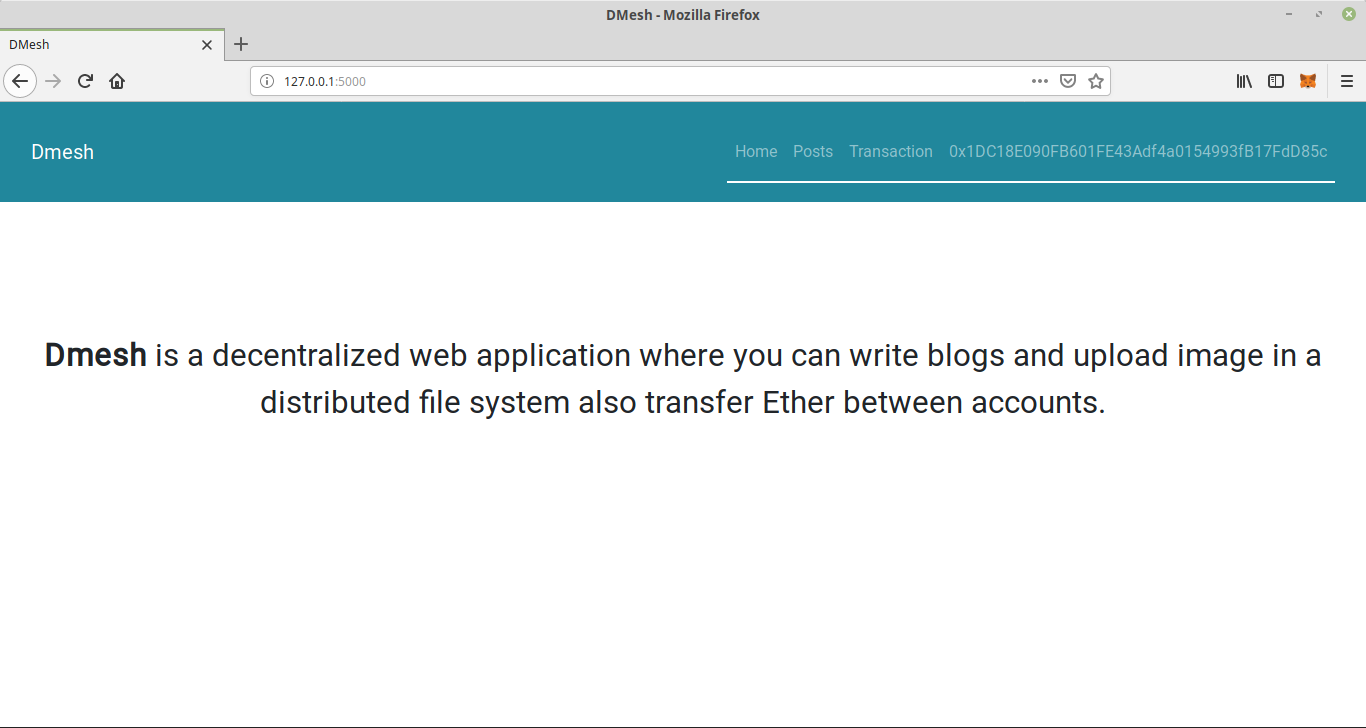 DMesh - Mozilla Firefox
DMesh
127.0.0.1:5000
Dmesh
Home Posts Transaction 0x1DC18E090FB601FE43Adf4a0154993fB17FdD85c
Dmesh is a decentralized web application where you can write blogs and upload image in a
distributed file system also transfer Ether between accounts.